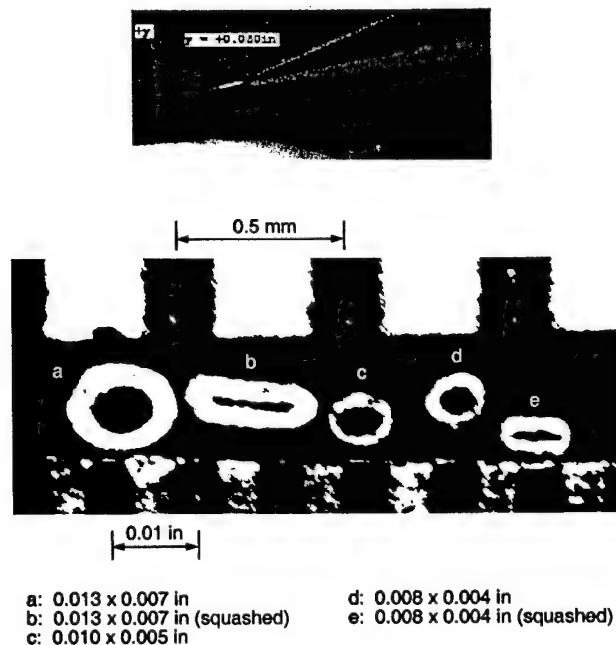 +y
y = +0.080in
0.5 mm
a
b
c
d
e
0.01 in
a: 0.013 x 0.007 in
b: 0.013 x 0.007 in (squashed)
c: 0.010 x 0.005 in
d: 0.008 x 0.004 in
e: 0.008 x 0.004 in (squashed)